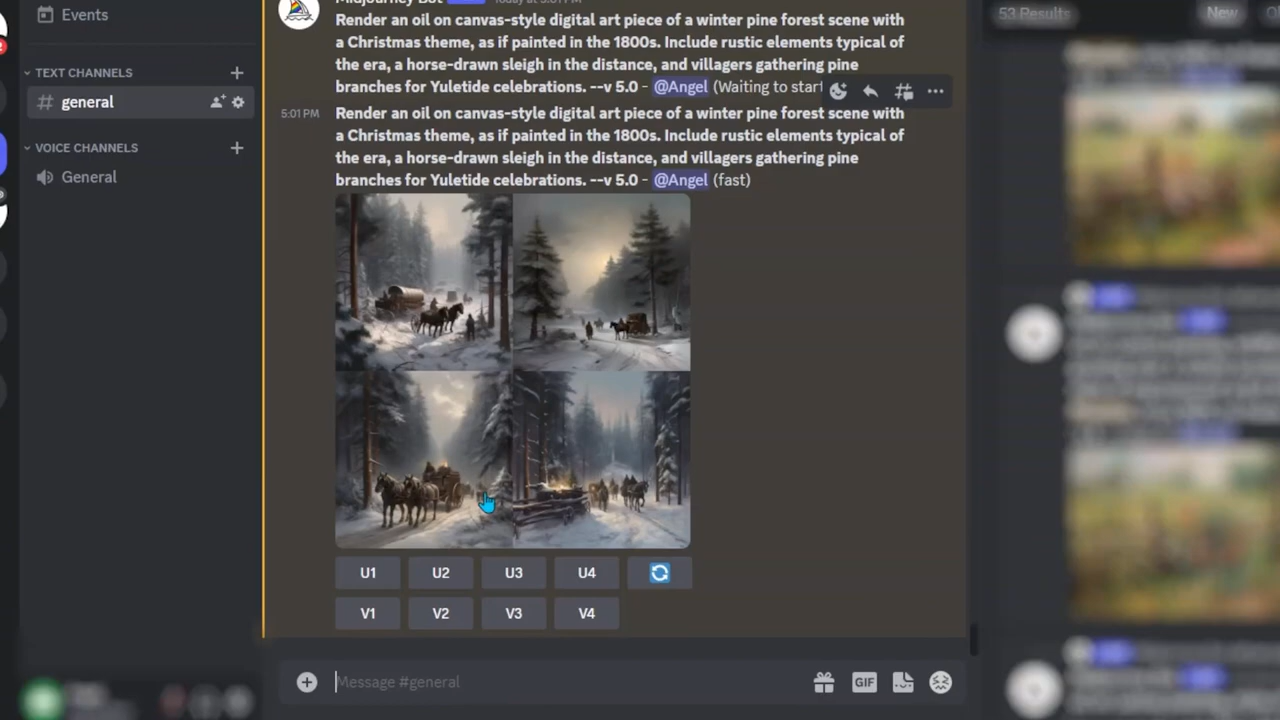 Events
TEXT CHANNELS
general
VOICE CHANNELS
General
Render an oil on canvas-style digital art piece of a winter pine forest scene with
a Christmas theme, as if painted in the 1800s. Include rustic elements typical of
the era, a horse-drawn sleigh in the distance, and villagers gathering pine
branches for Yuletide celebrations. --v 5.0 - @Angel (Waiting to start
5:01 PM
Render an oil on canvas-style digital art piece of a winter pine forest scene with
a Christmas theme, as if painted in the 1800s. Include rustic elements typical of
the era, a horse-drawn sleigh in the distance, and villagers gathering pine
branches for Yuletide celebrations. --v 5.0 - @Angel (fast)
U1 U2 U3 U4
V1 V2 V3 V4
Message #general
GIF
53 Results
New